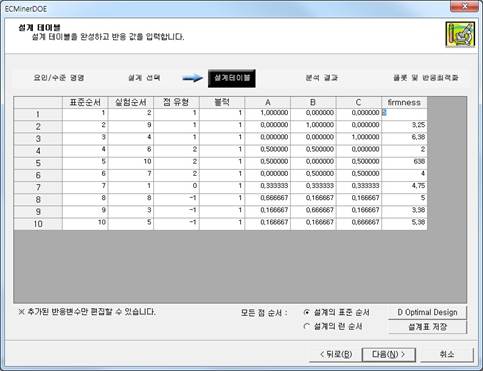 ECMinerDOE
설계 테이블
설계 테이블을 완성하고 반응 값을 입력합니다.
요인/수준 명명 설계 선택 설계테이블 분석 결과 플롯 및 반응최적화
표준순서 실험순서 점 유형 블럭 A B C firmness
1 1 2 1 1 1,000000 0,000000 0,000000
2 2 9 1 1 0,000000 1,000000 0,000000 3,25
3 3 4 1 1 0,000000 0,000000 1,000000 6,38
4 4 6 2 1 0,500000 0,500000 0,000000 2
5 5 10 2 1 0,500000 0,000000 0,500000 638
6 6 7 2 1 0,000000 0,500000 0,500000 4
7 7 1 0 1 0,333333 0,333333 0,333333 4,75
8 8 8 -1 1 0,666667 0,166667 0,166667 5
9 9 3 -1 1 0,166667 0,666667 0,166667 3,38
10 10 5 -1 1 0,166667 0,166667 0,666667 5,38
※ 추가된 반응변수만 편집할 수 있습니다.
모든 점 순서 : 설계의 표준 순서 D Optimal Design
설계의 런 순서 설계표 저장
< 뒤로(B) 다음(N) > 취소